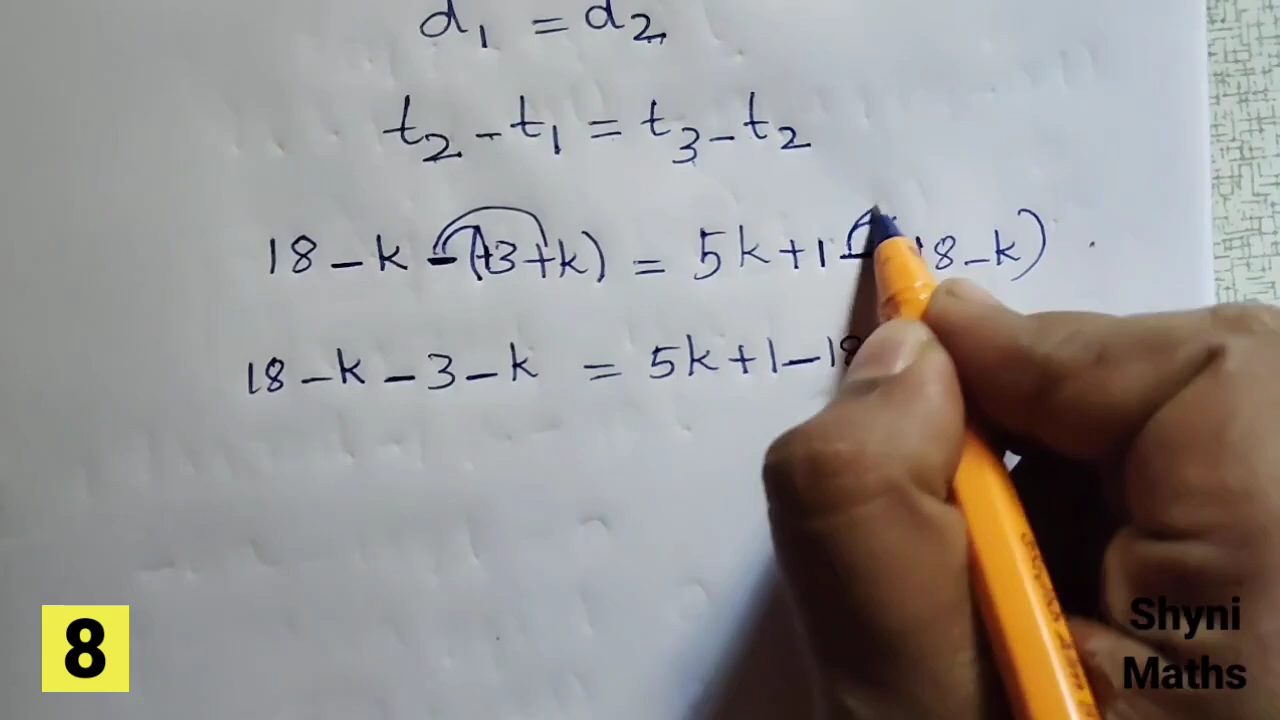 d₁ = d₂
t₂ - t₁ = t₃ - t₂
18 - k - (+3 + k) = 5k + 1 - 18 - k)
18 - k - 3 - k = 5k + 1 - 18
8
Shyni
Maths